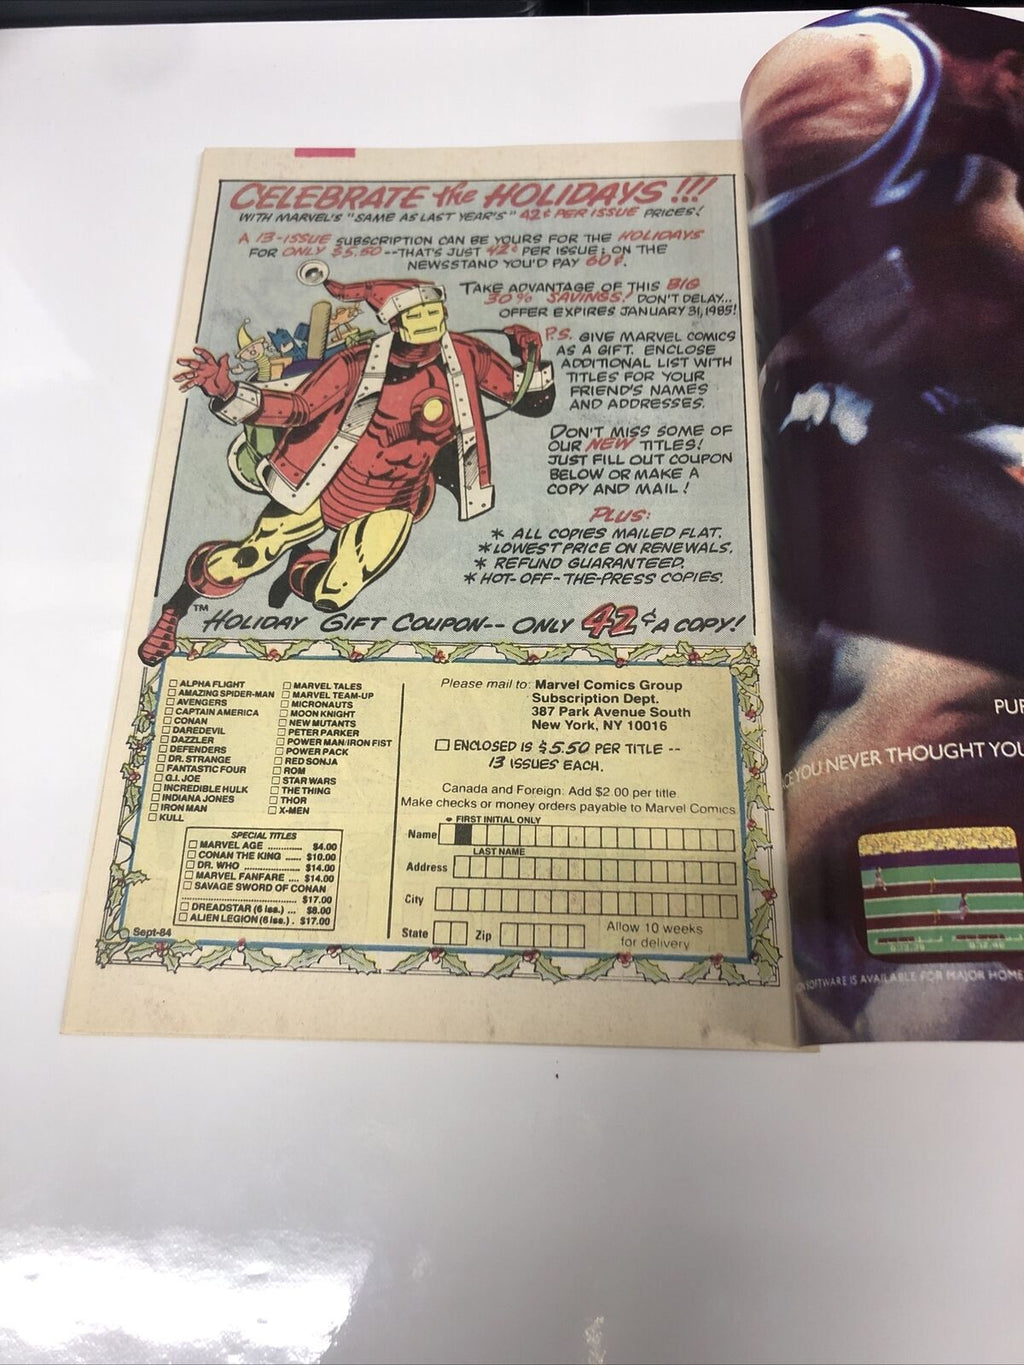 CELEBRATE the HOLIDAYS!!!
WITH MARVEL'S "SAME AS LAST YEAR'S" 42¢ PER ISSUE PRICES!
A 13-ISSUE SUBSCRIPTION CAN BE YOURS FOR THE HOLIDAYS
FOR ONLY $5.50--THAT'S JUST 42¢ PER ISSUE; ON THE
NEWSSTAND YOU'D PAY 60¢.
TAKE ADVANTAGE OF THIS BIG
30% SAVINGS! DON'T DELAY...
OFFER EXPIRES JANUARY 31, 1985!
P.S. GIVE MARVEL COMICS
AS A GIFT. ENCLOSE
ADDITIONAL LIST WITH
TITLES FOR YOUR
FRIEND'S NAMES
AND ADDRESSES.
DON'T MISS SOME OF
OUR NEW TITLES!
JUST FILL OUT COUPON
BELOW OR MAKE A
COPY AND MAIL!
PLUS:
* ALL COPIES MAILED FLAT.
* LOWEST PRICE ON RENEWALS.
* REFUND GUARANTEED.
* HOT-OFF-THE-PRESS COPIES.
TM
HOLIDAY GIFT COUPON-- ONLY 42¢ A COPY!
ALPHA FLIGHT
AMAZING SPIDER-MAN
AVENGERS
CAPTAIN AMERICA
CONAN
DAREDEVIL
DAZZLER
DEFENDERS
DR. STRANGE
FANTASTIC FOUR
G.I. JOE
INCREDIBLE HULK
INDIANA JONES
IRON MAN
KULL
MARVEL TALES
MARVEL TEAM-UP
MICRONAUTS
MOON KNIGHT
NEW MUTANTS
PETER PARKER
POWER MAN/IRON FIST
POWER PACK
RED SONJA
ROM
STAR WARS
THE THING
THOR
X-MEN
SPECIAL TITLES
MARVEL AGE ............ $4.00
CONAN THE KING ..... $10.00
DR. WHO .................. $14.00
MARVEL FANFARE .... $14.00
SAVAGE SWORD OF CONAN
.............................. $17.00
DREADSTAR (6 iss.) ... $8.00
ALIEN LEGION (6 iss.) . $17.00
Sept-84
Please mail to: Marvel Comics Group
Subscription Dept.
387 Park Avenue South
New York, NY 10016
ENCLOSED IS $5.50 PER TITLE --
13 ISSUES EACH.
Canada and Foreign: Add $2.00 per title
Make checks or money orders payable to Marvel Comics
FIRST INITIAL ONLY
Name
LAST NAME
Address
City
State Zip
Allow 10 weeks
for delivery
PUR
YOU NEVER THOUGHT YOU
SOFTWARE IS AVAILABLE FOR MAJOR HOME